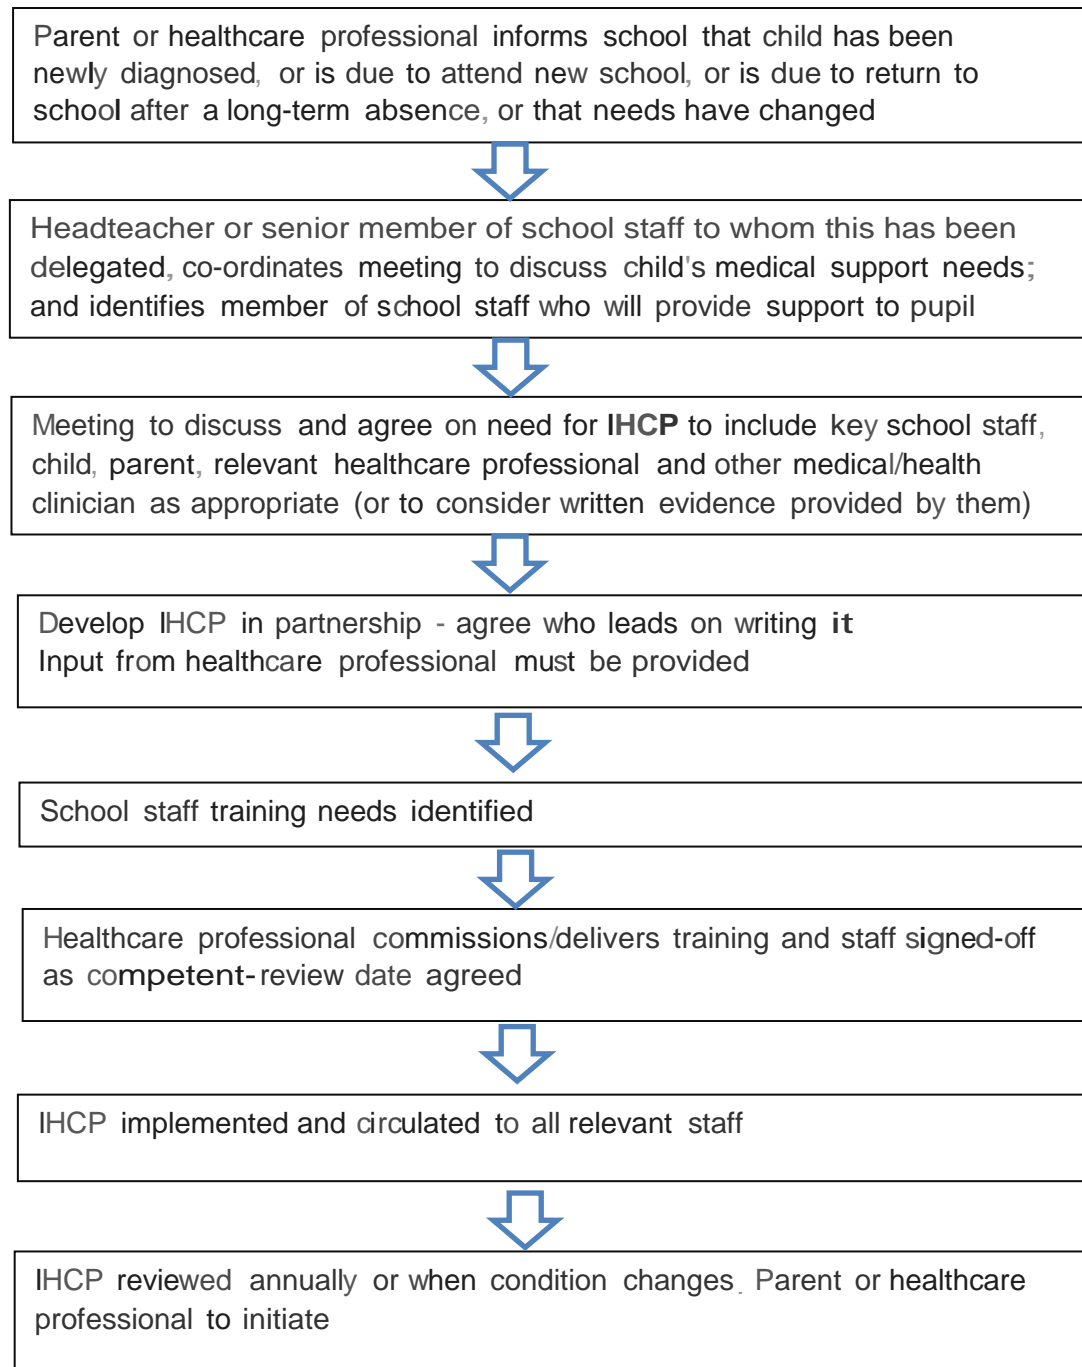 Parent or healthcare professional informs school that child has been
newly diagnosed, or is due to attend new school, or is due to return to
school after a long-term absence, or that needs have changed
Headteacher or senior member of school staff to whom this has been
delegated, co-ordinates meeting to discuss child's medical support needs;
and identifies member of school staff who will provide support to pupil
Meeting to discuss and agree on need for IHCP to include key school staff,
child, parent, relevant healthcare professional and other medical/health
clinician as appropriate (or to consider written evidence provided by them)
Develop IHCP in partnership - agree who leads on writing it
Input from healthcare professional must be provided
School staff training needs identified
Healthcare professional commissions/delivers training and staff signed-off
as competent-review date agreed
IHCP implemented and circulated to all relevant staff
IHCP reviewed annually or when condition changes. Parent or healthcare
professional to initiate